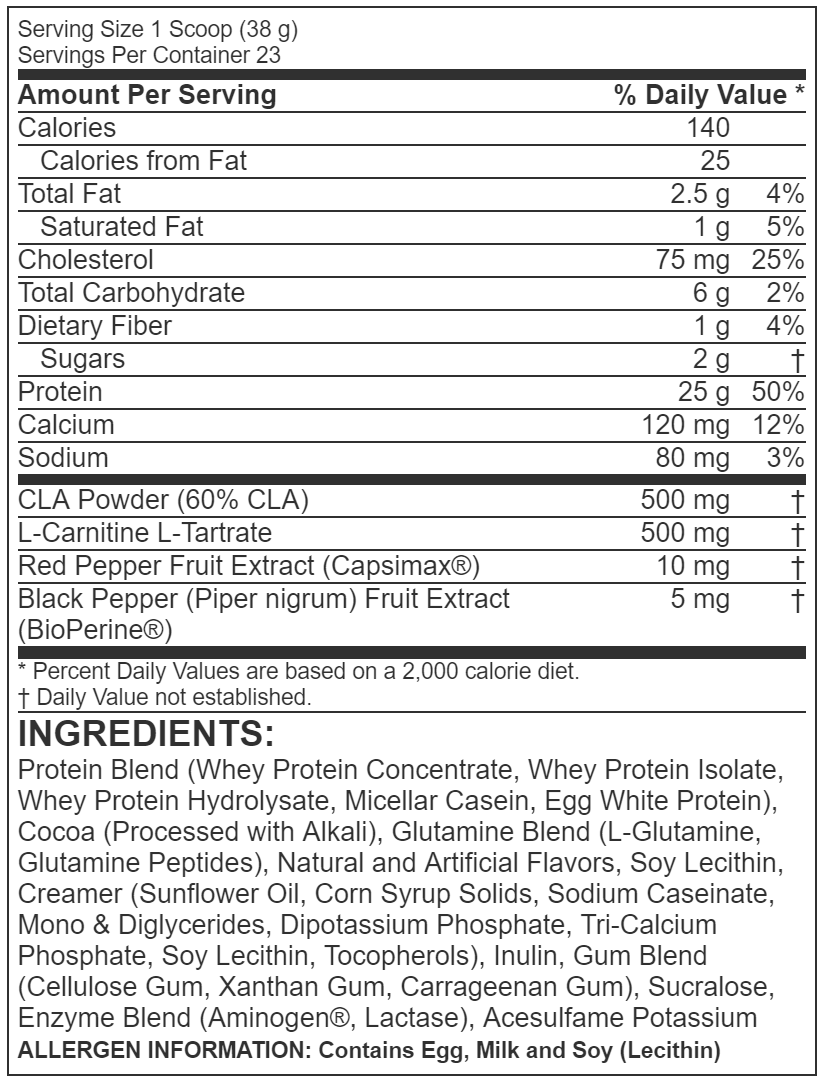 Serving Size 1 Scoop (38 g)
Servings Per Container 23
Amount Per Serving % Daily Value *
Calories 140
Calories from Fat 25
Total Fat 2.5 g 4%
Saturated Fat 1 g 5%
Cholesterol 75 mg 25%
Total Carbohydrate 6 g 2%
Dietary Fiber 1 g 4%
Sugars 2 g †
Protein 25 g 50%
Calcium 120 mg 12%
Sodium 80 mg 3%
CLA Powder (60% CLA) 500 mg †
L-Carnitine L-Tartrate 500 mg †
Red Pepper Fruit Extract (Capsimax®) 10 mg †
Black Pepper (Piper nigrum) Fruit Extract 5 mg †
(BioPerine®)
* Percent Daily Values are based on a 2,000 calorie diet.
† Daily Value not established.
INGREDIENTS:
Protein Blend (Whey Protein Concentrate, Whey Protein Isolate,
Whey Protein Hydrolysate, Micellar Casein, Egg White Protein),
Cocoa (Processed with Alkali), Glutamine Blend (L-Glutamine,
Glutamine Peptides), Natural and Artificial Flavors, Soy Lecithin,
Creamer (Sunflower Oil, Corn Syrup Solids, Sodium Caseinate,
Mono & Diglycerides, Dipotassium Phosphate, Tri-Calcium
Phosphate, Soy Lecithin, Tocopherols), Inulin, Gum Blend
(Cellulose Gum, Xanthan Gum, Carrageenan Gum), Sucralose,
Enzyme Blend (Aminogen®, Lactase), Acesulfame Potassium
ALLERGEN INFORMATION: Contains Egg, Milk and Soy (Lecithin)